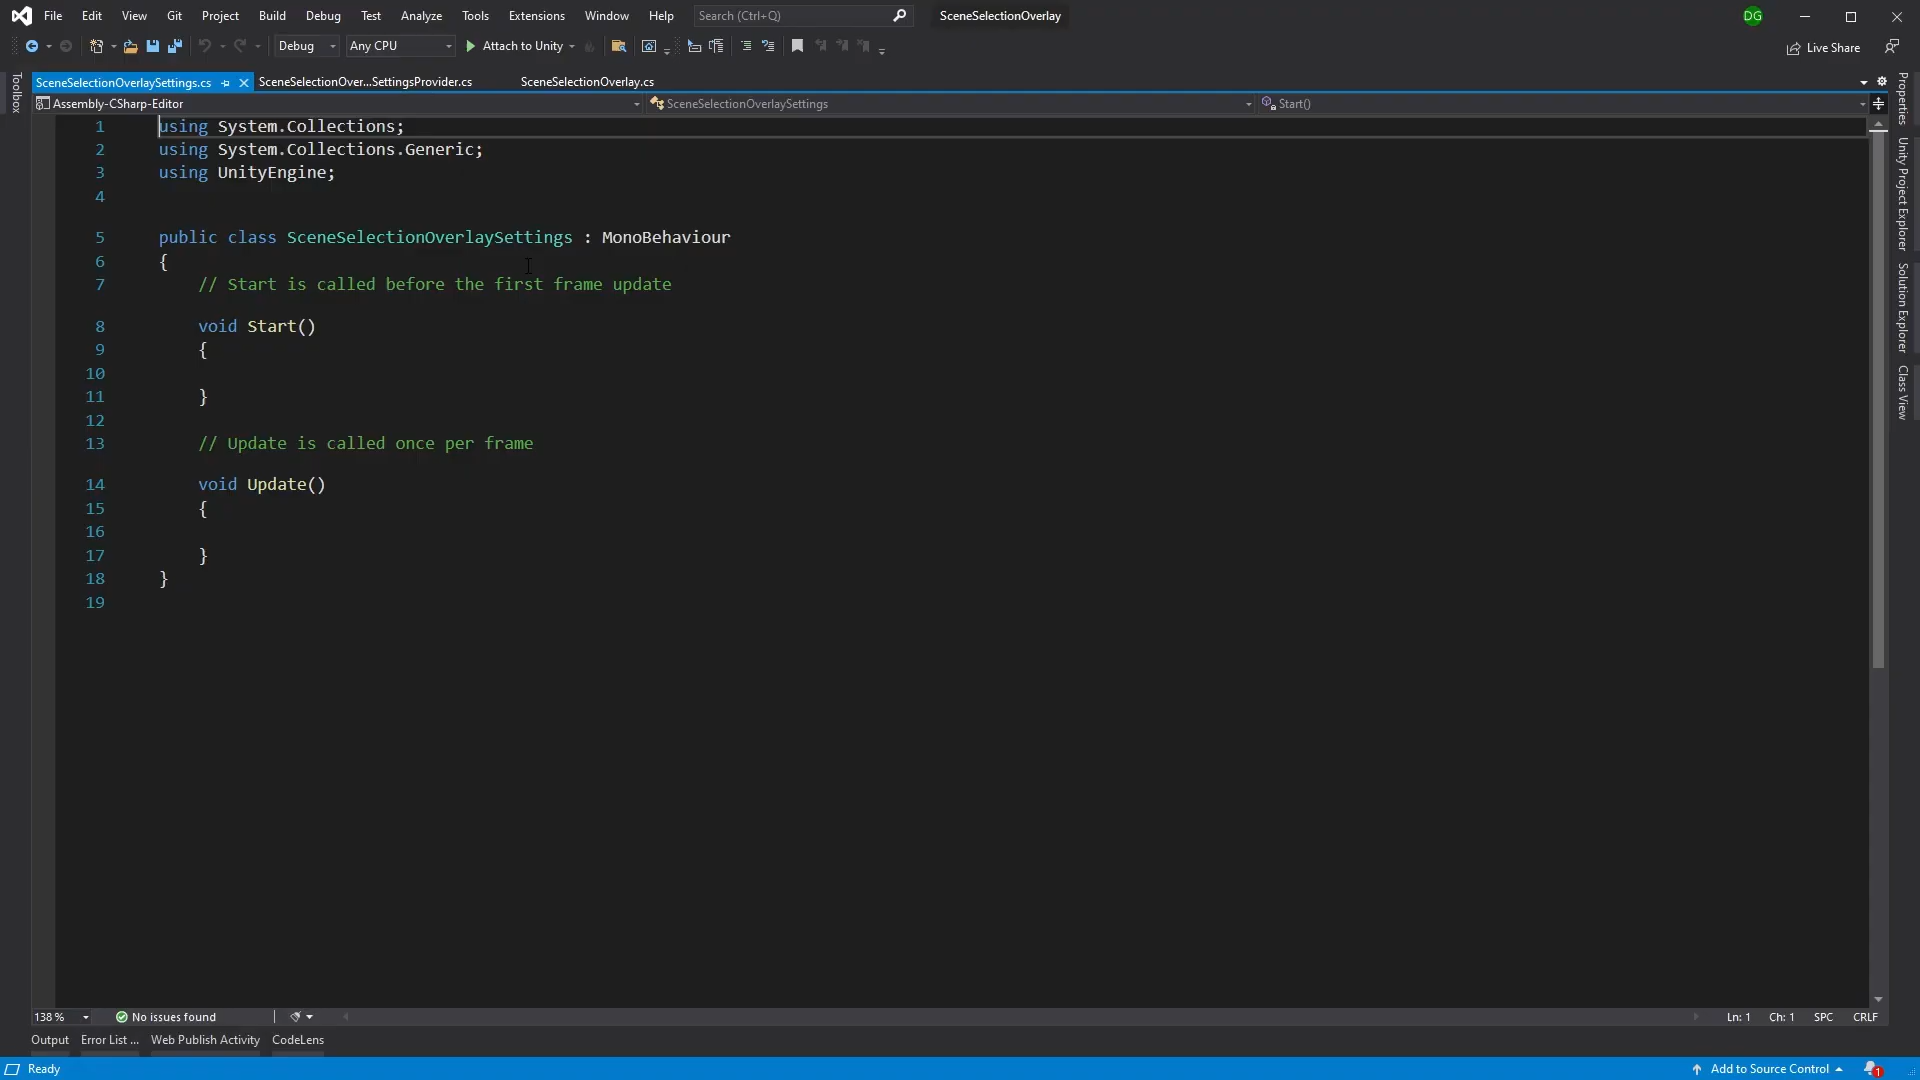 File Edit View Git Project Build Debug Test Analyze Tools Extensions Window Help Search (Ctrl+Q) SceneSelectionOverlay DG
Debug Any CPU Attach to Unity Live Share
SceneSelectionOverlaySettings.cs SceneSelectionOver...SettingsProvider.cs SceneSelectionOverlay.cs
Assembly-CSharp-Editor SceneSelectionOverlaySettings Start()
Toolbox
Properties
Unity Project Explorer
Solution Explorer
Class View
1 using System.Collections;
2 using System.Collections.Generic;
3 using UnityEngine;
4
5 public class SceneSelectionOverlaySettings : MonoBehaviour
6 {
7 // Start is called before the first frame update
8 void Start()
9 {
10
11 }
12
13 // Update is called once per frame
14 void Update()
15 {
16
17 }
18 }
19
138 % No issues found Ln: 1 Ch: 1 SPC CRLF
Output Error List ... Web Publish Activity CodeLens
Ready Add to Source Control 1